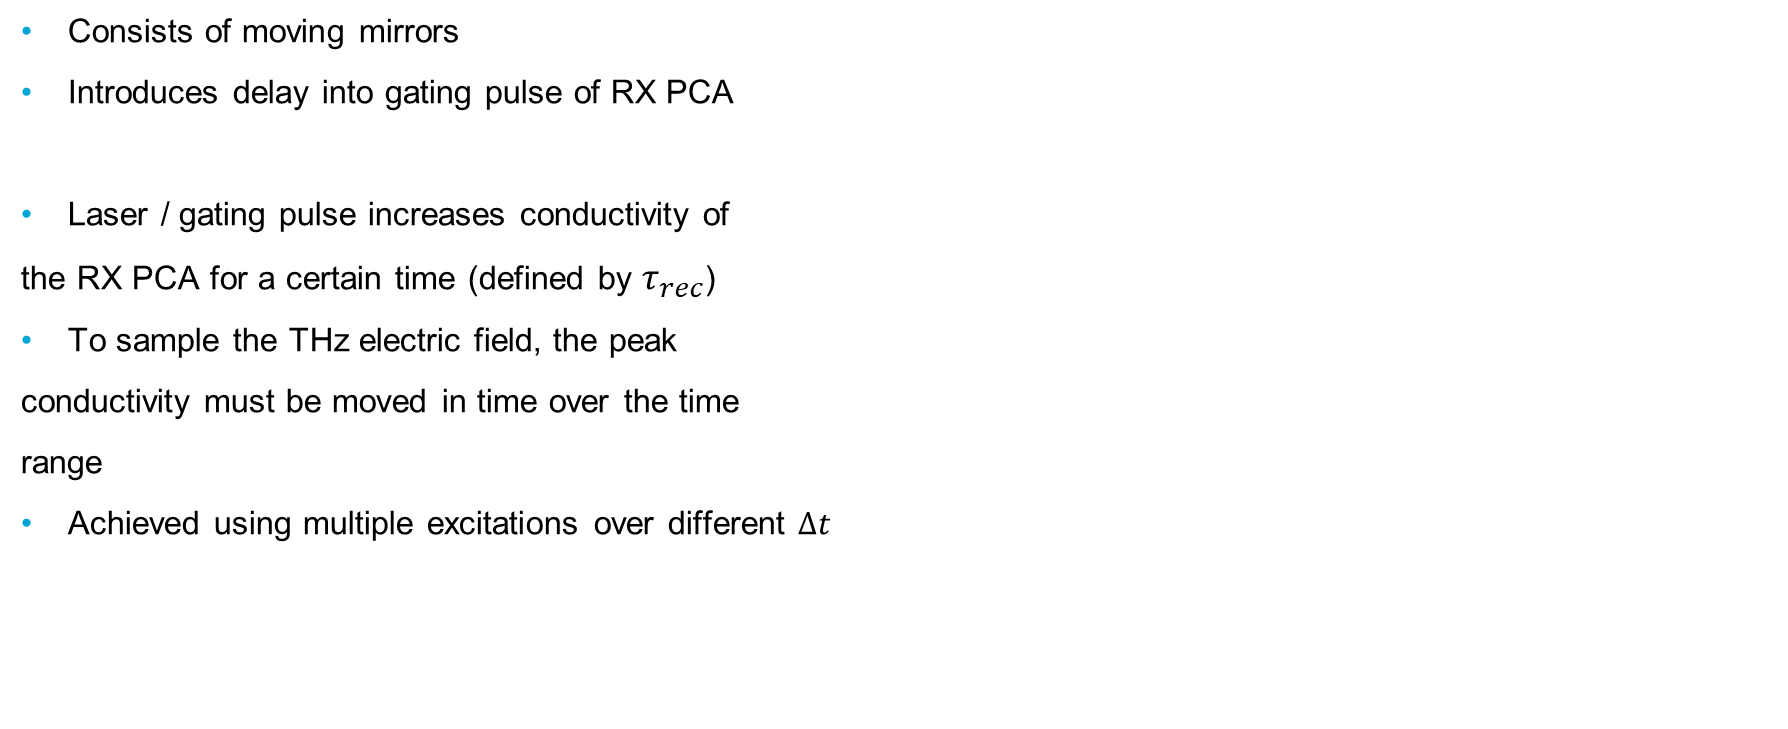 • Consists of moving mirrors
• Introduces delay into gating pulse of RX PCA
• Laser / gating pulse increases conductivity of
the RX PCA for a certain time (defined by τ_rec)
• To sample the THz electric field, the peak
conductivity must be moved in time over the time
range
• Achieved using multiple excitations over different Δt